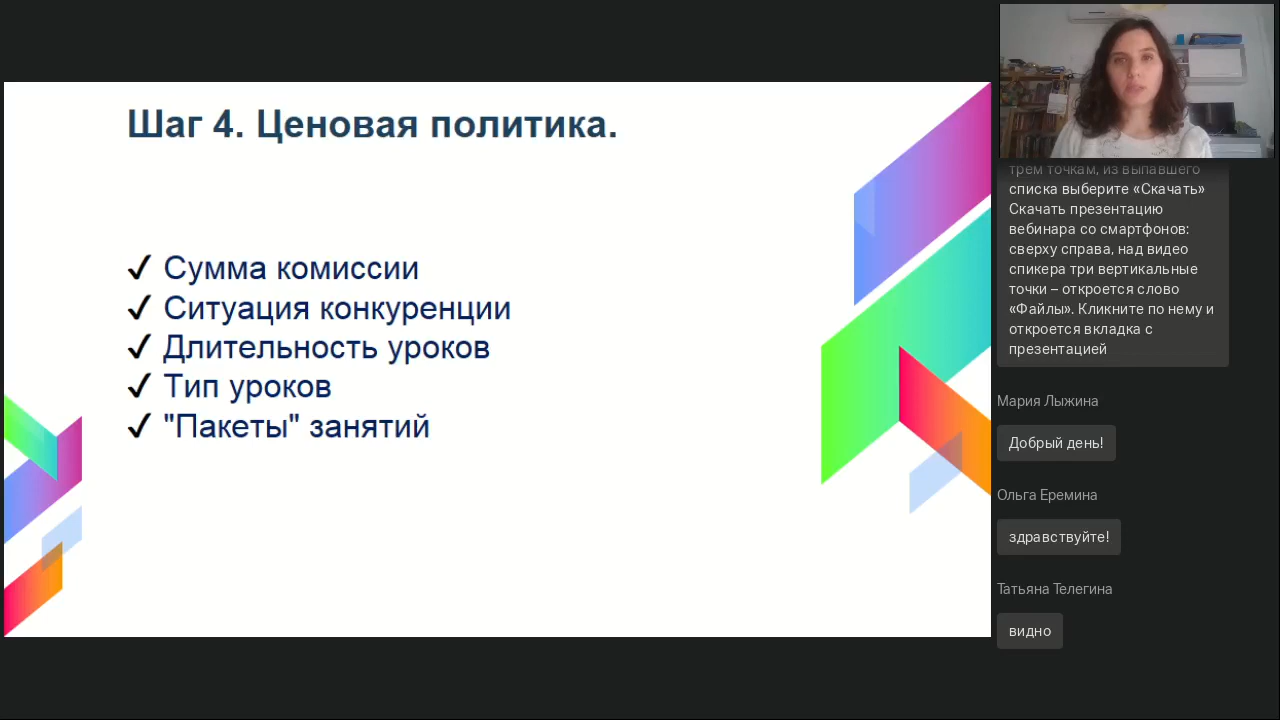 Шаг 4. Ценовая политика.
✓ Сумма комиссии
✓ Ситуация конкуренции
✓ Длительность уроков
✓ Тип уроков
✓ "Пакеты" занятий
трем точкам, из выпавшего
списка выберите «Скачать»
Скачать презентацию
вебинара со смартфонов:
сверху справа, над видео
спикера три вертикальные
точки – откроется слово
«Файлы». Кликните по нему и
откроется вкладка с
презентацией
Мария Лыжина
Добрый день!
Ольга Еремина
здравствуйте!
Татьяна Телегина
видно